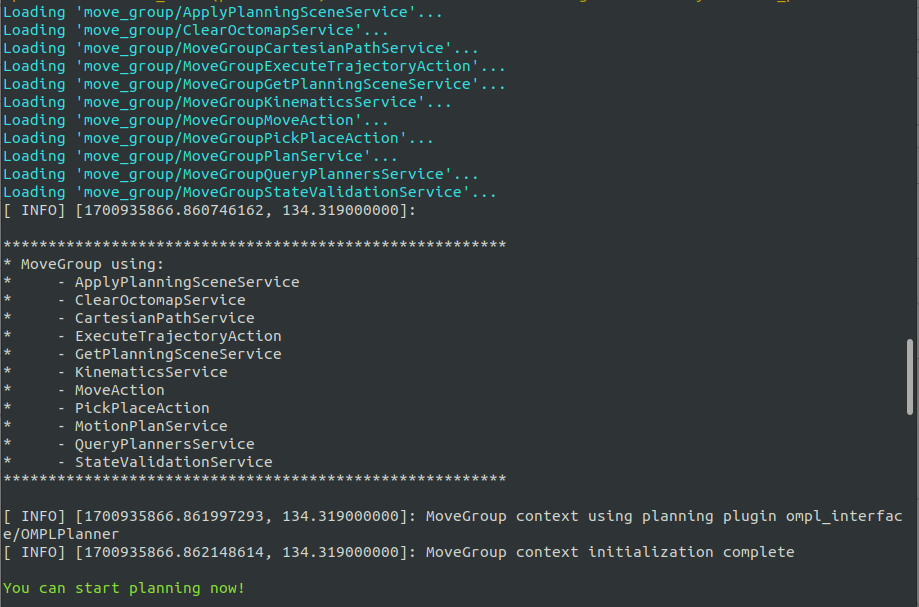 Loading 'move_group/ApplyPlanningSceneService'...
Loading 'move_group/ClearOctomapService'...
Loading 'move_group/MoveGroupCartesianPathService'...
Loading 'move_group/MoveGroupExecuteTrajectoryAction'...
Loading 'move_group/MoveGroupGetPlanningSceneService'...
Loading 'move_group/MoveGroupKinematicsService'...
Loading 'move_group/MoveGroupMoveAction'...
Loading 'move_group/MoveGroupPickPlaceAction'...
Loading 'move_group/MoveGroupPlanService'...
Loading 'move_group/MoveGroupQueryPlannersService'...
Loading 'move_group/MoveGroupStateValidationService'...
[ INFO] [1700935866.860746162, 134.319000000]:
********************************************************
* MoveGroup using:
*     - ApplyPlanningSceneService
*     - ClearOctomapService
*     - CartesianPathService
*     - ExecuteTrajectoryAction
*     - GetPlanningSceneService
*     - KinematicsService
*     - MoveAction
*     - PickPlaceAction
*     - MotionPlanService
*     - QueryPlannersService
*     - StateValidationService
********************************************************
[ INFO] [1700935866.861997293, 134.319000000]: MoveGroup context using planning plugin ompl_interfac
e/OMPLPlanner
[ INFO] [1700935866.862148614, 134.319000000]: MoveGroup context initialization complete
You can start planning now!